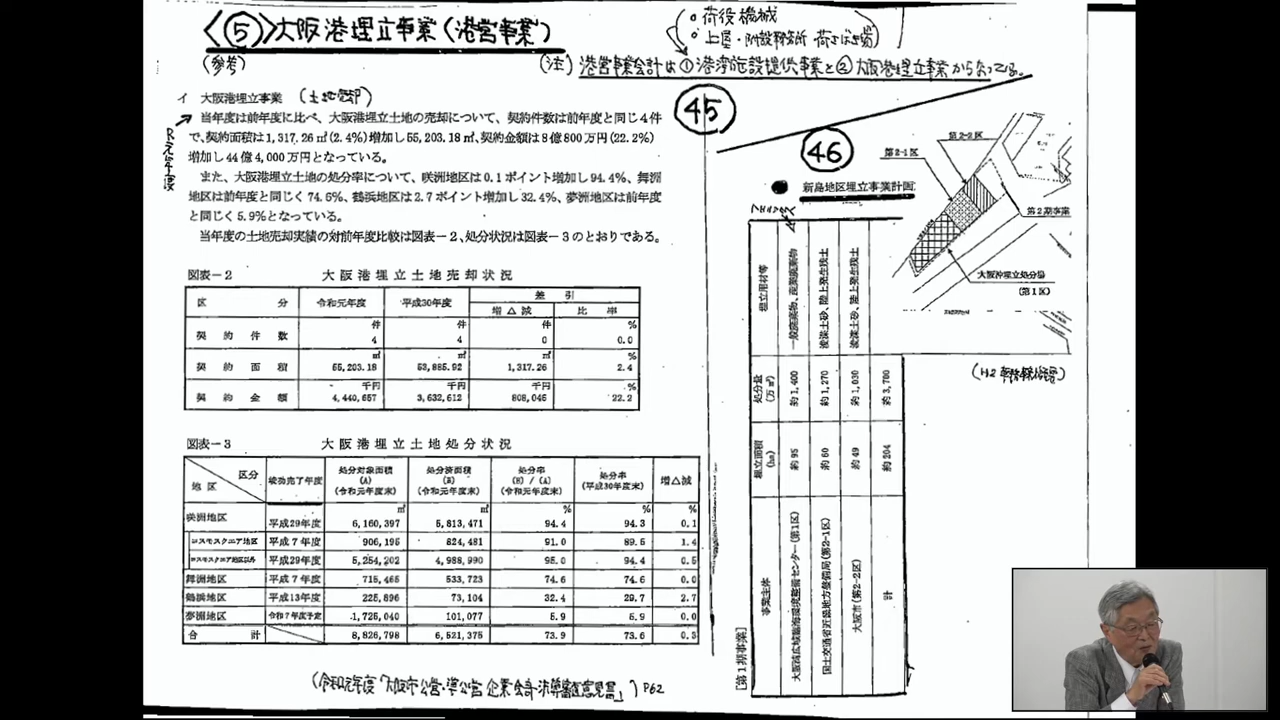 〈⑤〉大阪港埋立事業(港営事業)
(参考)
○荷役機械
○上屋・附設事務所 荷さばき場
(注) 港営事業会計は①港湾施設提供事業と②大阪港埋立事業から成っている。
イ 大阪港埋立事業 (土地売却)
R元年度
当年度は前年度に比べ、大阪港埋立土地の売却について、契約件数は前年度と同じ4件
で、契約面積は1,317.26㎡(2.4%)増加し55,203.18㎡、契約金額は8億800万円(22.2%)
増加し44億4,000万円となっている。
また、大阪港埋立土地の処分率について、咲洲地区は0.1ポイント増加し94.4%、舞洲
地区は前年度と同じく74.6%、鶴浜地区は2.7ポイント増加し32.4%、夢洲地区は前年度
と同じく5.9%となっている。
当年度の土地売却実績の対前年度比較は図表-2、処分状況は図表-3のとおりである。
図表-2 大阪港埋立土地売却状況
区分 令和元年度 平成30年度 差引
増△減 比率
件 件 件 %
契約件数 4 4 0 0.0
㎡ ㎡ ㎡ %
契約面積 55,203.18 53,885.92 1,317.26 2.4
千円 千円 千円 %
契約金額 4,440,657 3,632,612 808,045 22.2
図表-3 大阪港埋立土地処分状況
区分 地区 竣功完了年度 処分対象面積(A)(令和元年度末) 処分済面積(B)(令和元年度末) 処分率(B)/(A)(令和元年度末) 処分率(平成30年度末) 増△減
㎡ ㎡ % % %
咲洲地区 平成29年度 6,160,397 5,813,471 94.4 94.3 0.1
コスモスクエア地区 平成7年度 906,195 824,481 91.0 89.6 1.4
コスモスクエア地区以外 平成29年度 5,254,202 4,988,990 95.0 94.4 0.5
舞洲地区 平成7年度 715,465 533,723 74.6 74.6 0.0
鶴浜地区 平成13年度 225,896 73,104 32.4 29.7 2.7
夢洲地区 令和7年度予定 1,725,040 101,077 5.9 5.9 0.0
合計 8,826,798 6,521,375 73.9 73.6 0.3
(令和元年度「大阪市公営・準公営企業会計決算審査意見書」) P62
㊺
㊻
● 新島地区埋立事業計画
第2-2区
第2-1区
第2期事業
大阪沖埋立処分場
(第1区)
フェニックス
[第1期事業]
事業主体 埋立面積(ha) 処分量(万㎥) 埋立用材等
大阪湾広域臨海環境整備センター(第1区) 約95 約1,400 一般廃棄物、産業廃棄物
国土交通省近畿地方整備局(第2-1区) 約60 約1,270 浚渫土砂、陸上発生残土
大阪市(第2-2区) 約49 約1,030 浚渫土砂、陸上発生残土
計 約204 約3,700